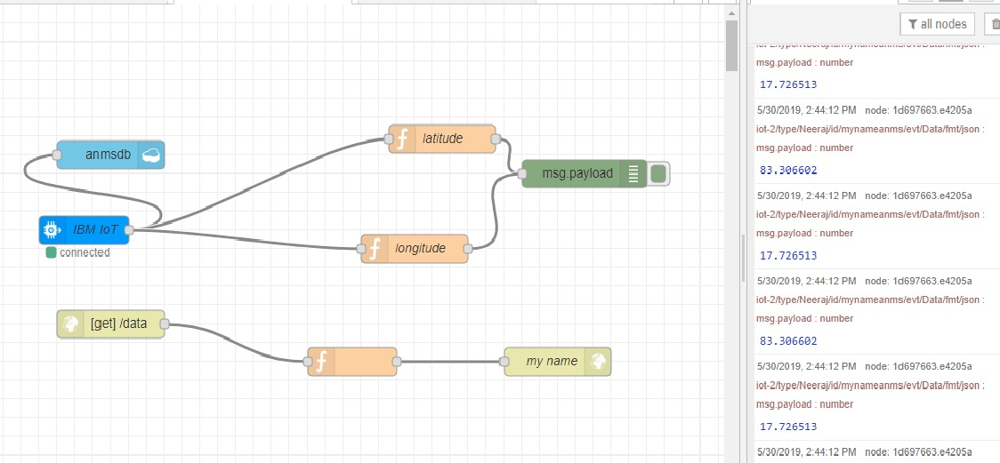 anmsdb
IBM IoT
connected
latitude
longitude
msg.payload
[get] /data
my name
all nodes
iot-2/type/Neeraj/id/mynameanms/evt/Data/fmt/json :
msg.payload : number
17.726513
5/30/2019, 2:44:12 PM node: 1d697663.e4205a
iot-2/type/Neeraj/id/mynameanms/evt/Data/fmt/json :
msg.payload : number
83.306602
5/30/2019, 2:44:12 PM node: 1d697663.e4205a
iot-2/type/Neeraj/id/mynameanms/evt/Data/fmt/json :
msg.payload : number
17.726513
5/30/2019, 2:44:12 PM node: 1d697663.e4205a
iot-2/type/Neeraj/id/mynameanms/evt/Data/fmt/json :
msg.payload : number
83.306602
5/30/2019, 2:44:12 PM node: 1d697663.e4205a
iot-2/type/Neeraj/id/mynameanms/evt/Data/fmt/json :
msg.payload : number
17.726513
5/30/2019, 2:44:12 PM node: 1d697663.e4205a